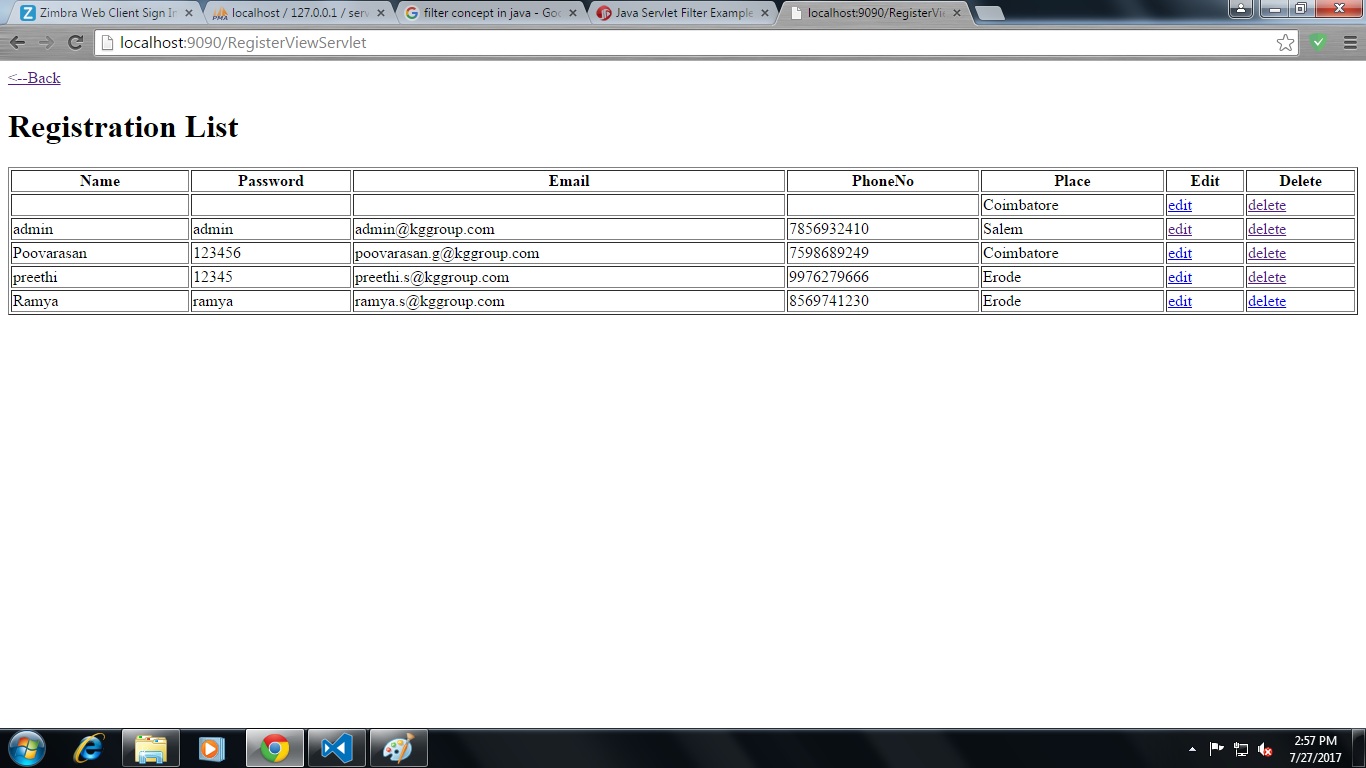 Zimbra Web Client Sign In
localhost / 127.0.0.1 / serv
filter concept in java - Goo
Java Servlet Filter Example
localhost:9090/RegisterVie
localhost:9090/RegisterViewServlet
<--Back
Registration List
Name Password Email PhoneNo Place Edit Delete
Coimbatore edit delete
admin admin admin@kggroup.com 7856932410 Salem edit delete
Poovarasan 123456 poovarasan.g@kggroup.com 7598689249 Coimbatore edit delete
preethi 12345 preethi.s@kggroup.com 9976279666 Erode edit delete
Ramya ramya ramya.s@kggroup.com 8569741230 Erode edit delete
2:57 PM
7/27/2017